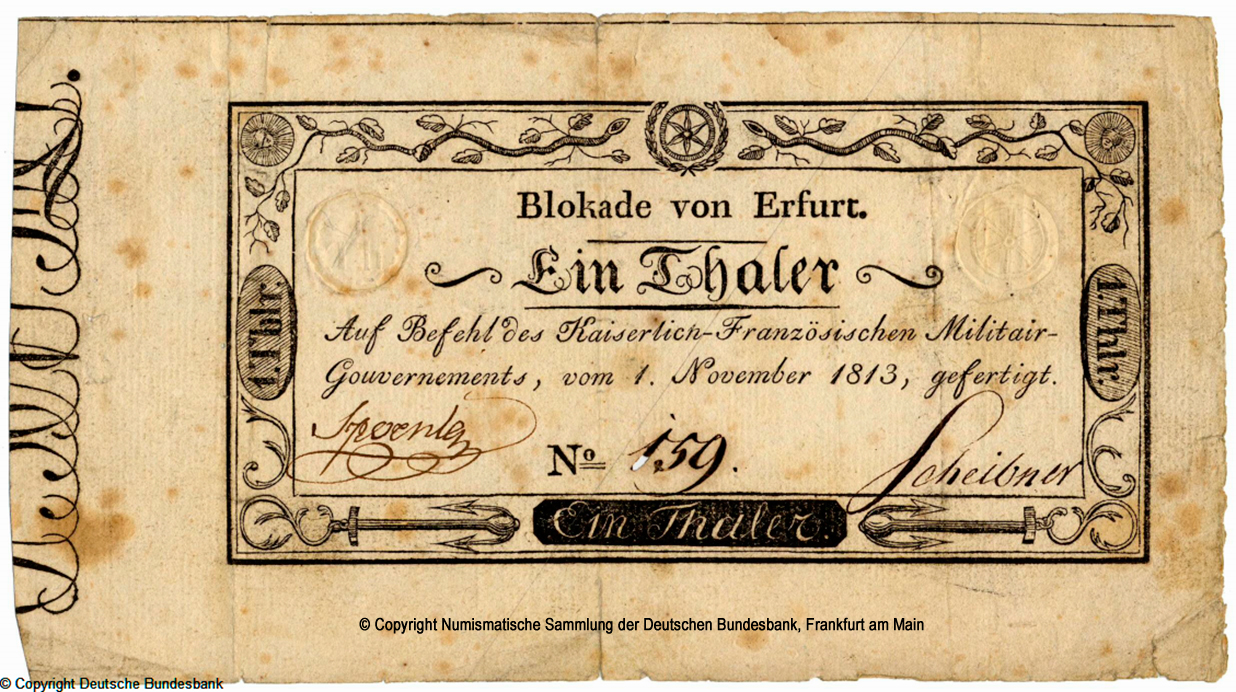 Blokade von Erfurt.
Ein Thaler
1.Thlr.
1.Thlr.
Auf Befehl des Kaiserlich-Französischen Militair-
Gouvernements, vom 1. November 1813, gefertigt.
No 159.
Scheibner
Ein Thaler.
© Copyright Numismatische Sammlung der Deutschen Bundesbank, Frankfurt am Main
© Copyright Deutsche Bundesbank